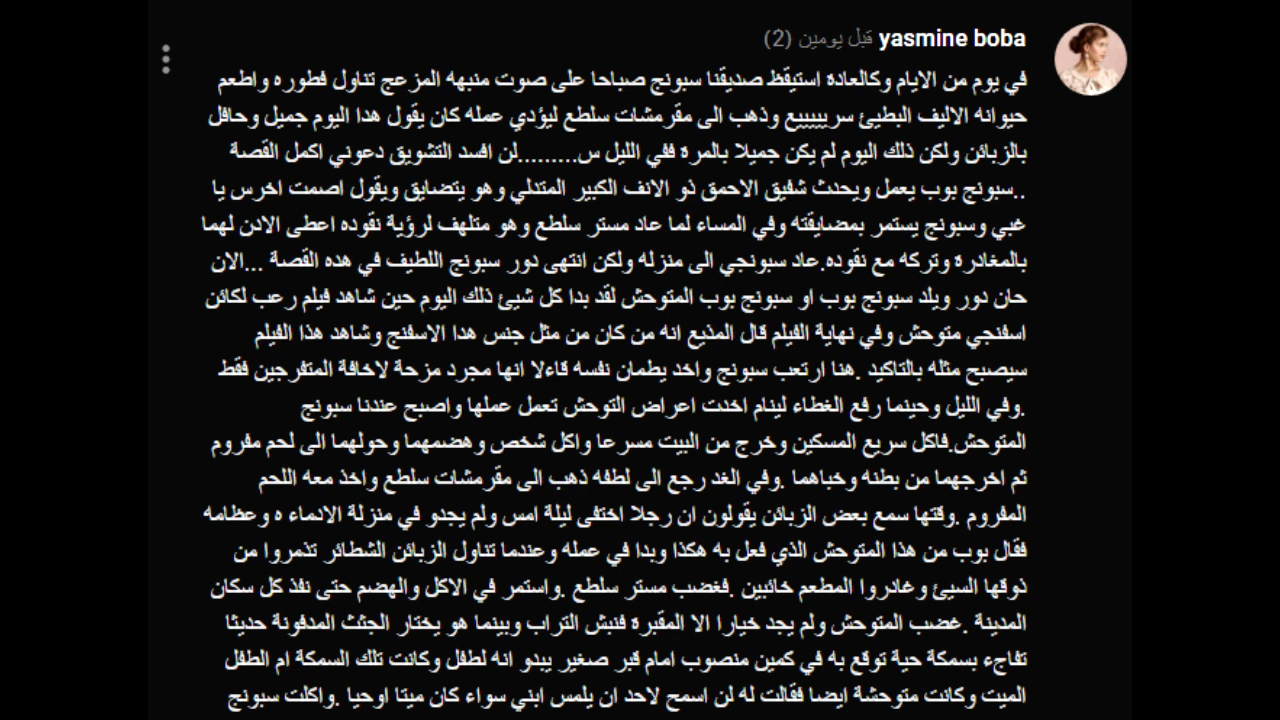 yasmine boba قبل يومين (2)
في يوم من الايام وكالعادة استيقظ صديقنا سبونج صباحا على صوت منبهه المزعج تناول فطوره واطعم
حيوانه الاليف البطيئ سريييييع وذهب الى مقرمشات سلطع ليؤدي عمله كان يقول هدا اليوم جميل وحافل
بالزبائن ولكن ذلك اليوم لم يكن جميلا بالمرة ففي الليل س.........لن افسد التشويق دعوني اكمل القصة
..سبونج بوب يعمل ويحدث شفيق الاحمق ذو الانف الكبير المتدلي وهو يتضايق ويقول اصمت اخرس يا
غبي وسبونج يستمر بمضايقته وفي المساء لما عاد مستر سلطع وهو متلهف لرؤية نقوده اعطى الادن لهما
بالمغادرة وتركه مع نقوده.عاد سبونجي الى منزله ولكن انتهى دور سبونج اللطيف في هده القصة ...الان
حان دور ويلد سبونج بوب او سبونج بوب المتوحش لقد بدا كل شيئ ذلك اليوم حين شاهد فيلم رعب لكائن
اسفنجي متوحش وفي نهاية الفيلم قال المذيع انه من كان من مثل جنس هدا الاسفنج وشاهد هذا الفيلم
سيصبح مثله بالتاكيد .هنا ارتعب سبونج واخد يطمان نفسه قاءلا انها مجرد مزحة لاخافة المتفرجين فقط
.وفي الليل وحينما رفع الغطاء لينام اخدت اعراض التوحش تعمل عملها واصبح عندنا سبونج
المتوحش.فاكل سريع المسكين وخرج من البيت مسرعا واكل شخص وهضمهما وحولهما الى لحم مفروم
ثم اخرجهما من بطنه وخباهما .وفي الغد رجع الى لطفه ذهب الى مقرمشات سلطع واخذ معه اللحم
المفروم .وقتها سمع بعض الزبائن يقولون ان رجلا اختفى ليلة امس ولم يجدو في منزلة الادماء ه وعظامه
فقال بوب من هذا المتوحش الذي فعل به هكذا وبدا في عمله وعندما تناول الزبائن الشطائر تذمروا من
ذوقها السيئ وغادروا المطعم خائبين .فغضب مستر سلطع .واستمر في الاكل والهضم حتى نفذ كل سكان
المدينة .غضب المتوحش ولم يجد خيارا الا المقبرة فنبش التراب وبينما هو يختار الجثث المدفونة حديثا
تفاجء بسمكة حية توقع به في كمين منصوب امام قبر صغير يبدو انه لطفل وكانت تلك السمكة ام الطفل
الميت وكانت متوحشة ايضا فقالت له لن اسمح لاحد ان يلمس ابني سواء كان ميتا اوحيا .واكلت سبونج